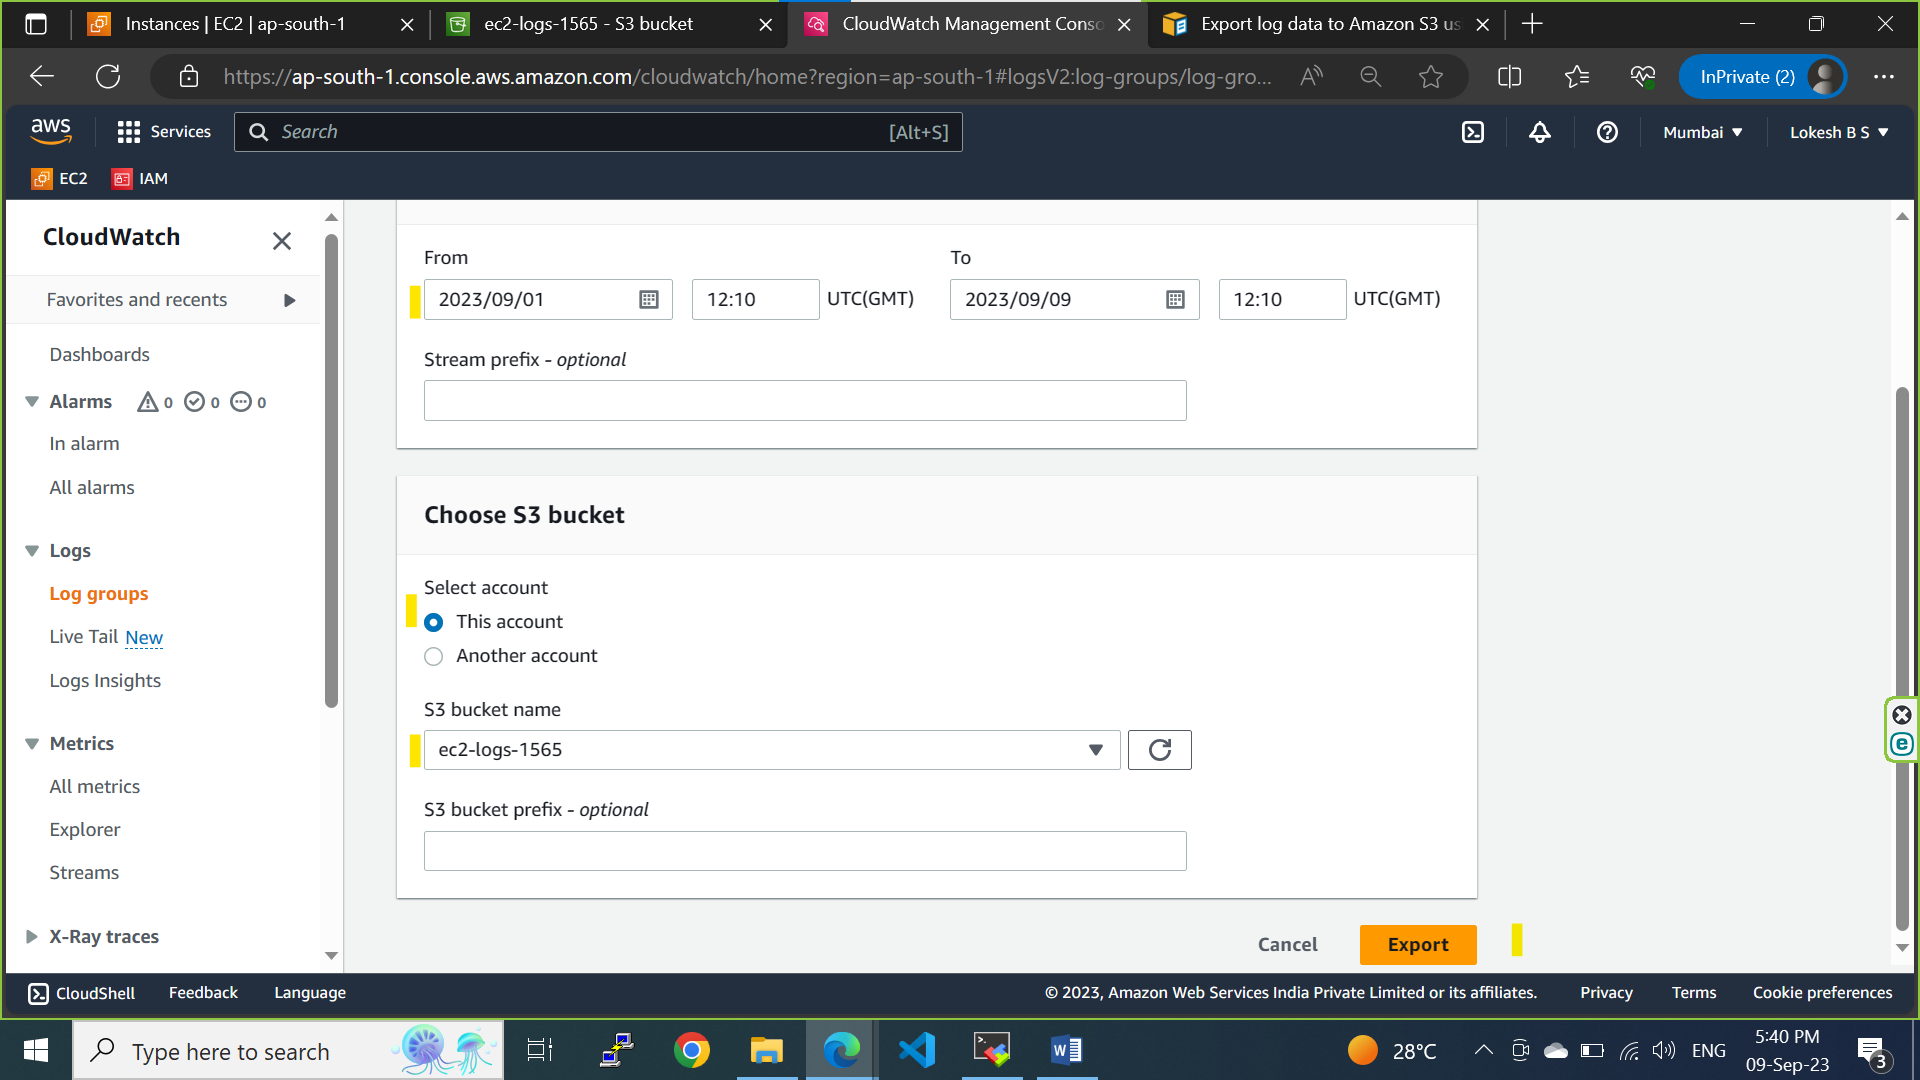 Instances | EC2 | ap-south-1
ec2-logs-1565 - S3 bucket
CloudWatch Management Conso
Export log data to Amazon S3 us
https://ap-south-1.console.aws.amazon.com/cloudwatch/home?region=ap-south-1#logsV2:log-groups/log-gro...
InPrivate (2)
aws
Services
Search
[Alt+S]
Mumbai
Lokesh B S
EC2
IAM
CloudWatch
Favorites and recents
Dashboards
Alarms
0
0
0
In alarm
All alarms
Logs
Log groups
Live Tail New
Logs Insights
Metrics
All metrics
Explorer
Streams
X-Ray traces
From
2023/09/01
12:10
UTC(GMT)
To
2023/09/09
12:10
UTC(GMT)
Stream prefix - optional
Choose S3 bucket
Select account
This account
Another account
S3 bucket name
ec2-logs-1565
S3 bucket prefix - optional
Cancel
Export
CloudShell
Feedback
Language
© 2023, Amazon Web Services India Private Limited or its affiliates.
Privacy
Terms
Cookie preferences
Type here to search
28°C
ENG
5:40 PM
09-Sep-23
3